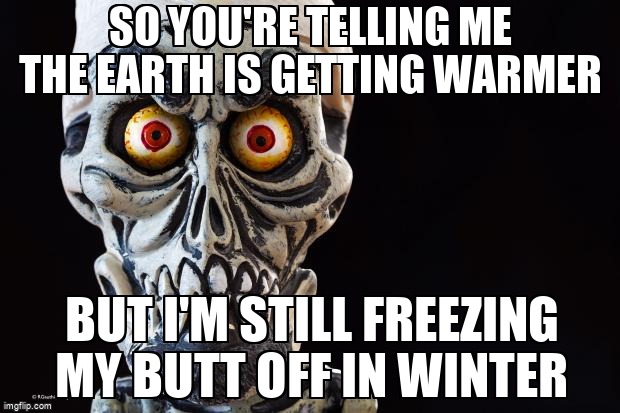 SO YOU'RE TELLING ME
THE EARTH IS GETTING WARMER
BUT I'M STILL FREEZING
MY BUTT OFF IN WINTER
© RGauthi
imgflip.com